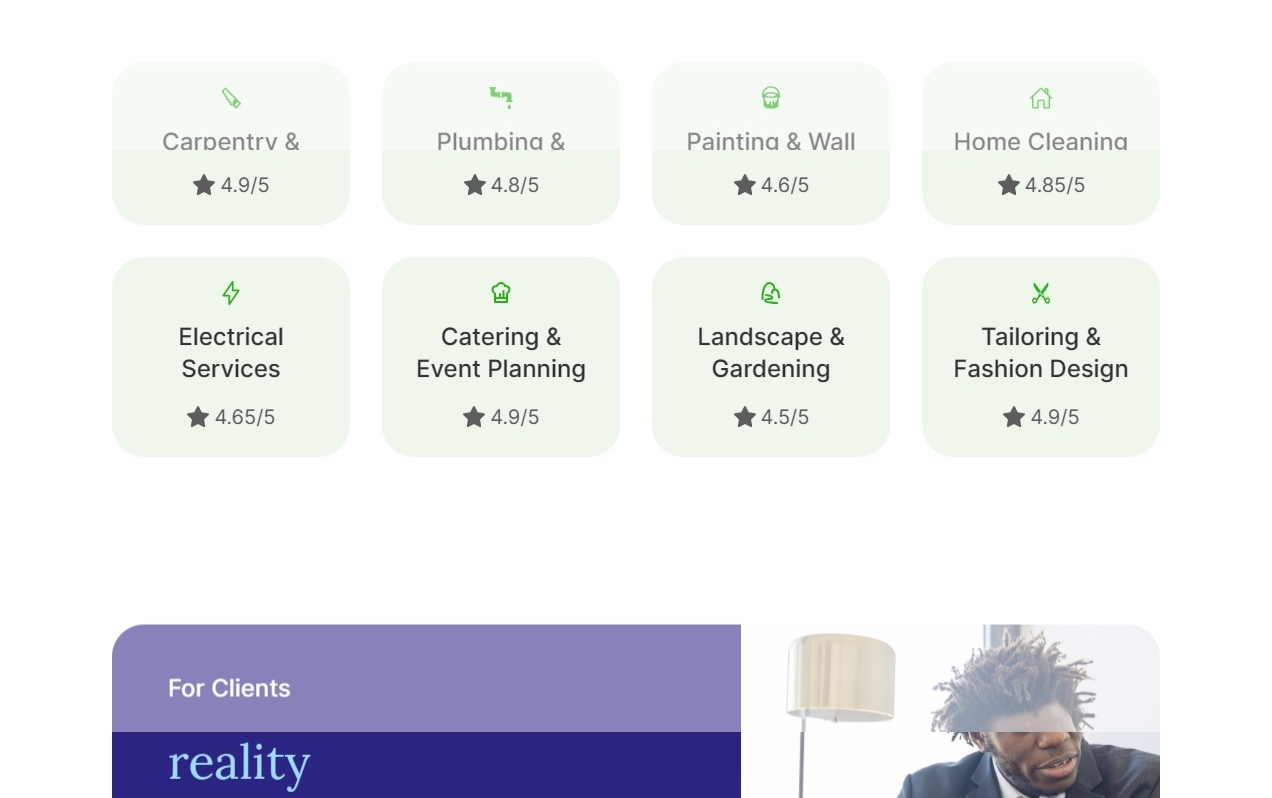 Carpentry &
4.9/5
Plumbing &
4.8/5
Painting & Wall
4.6/5
Home Cleaning
4.85/5
Electrical
Services
4.65/5
Catering &
Event Planning
4.9/5
Landscape &
Gardening
4.5/5
Tailoring &
Fashion Design
4.9/5
For Clients
reality